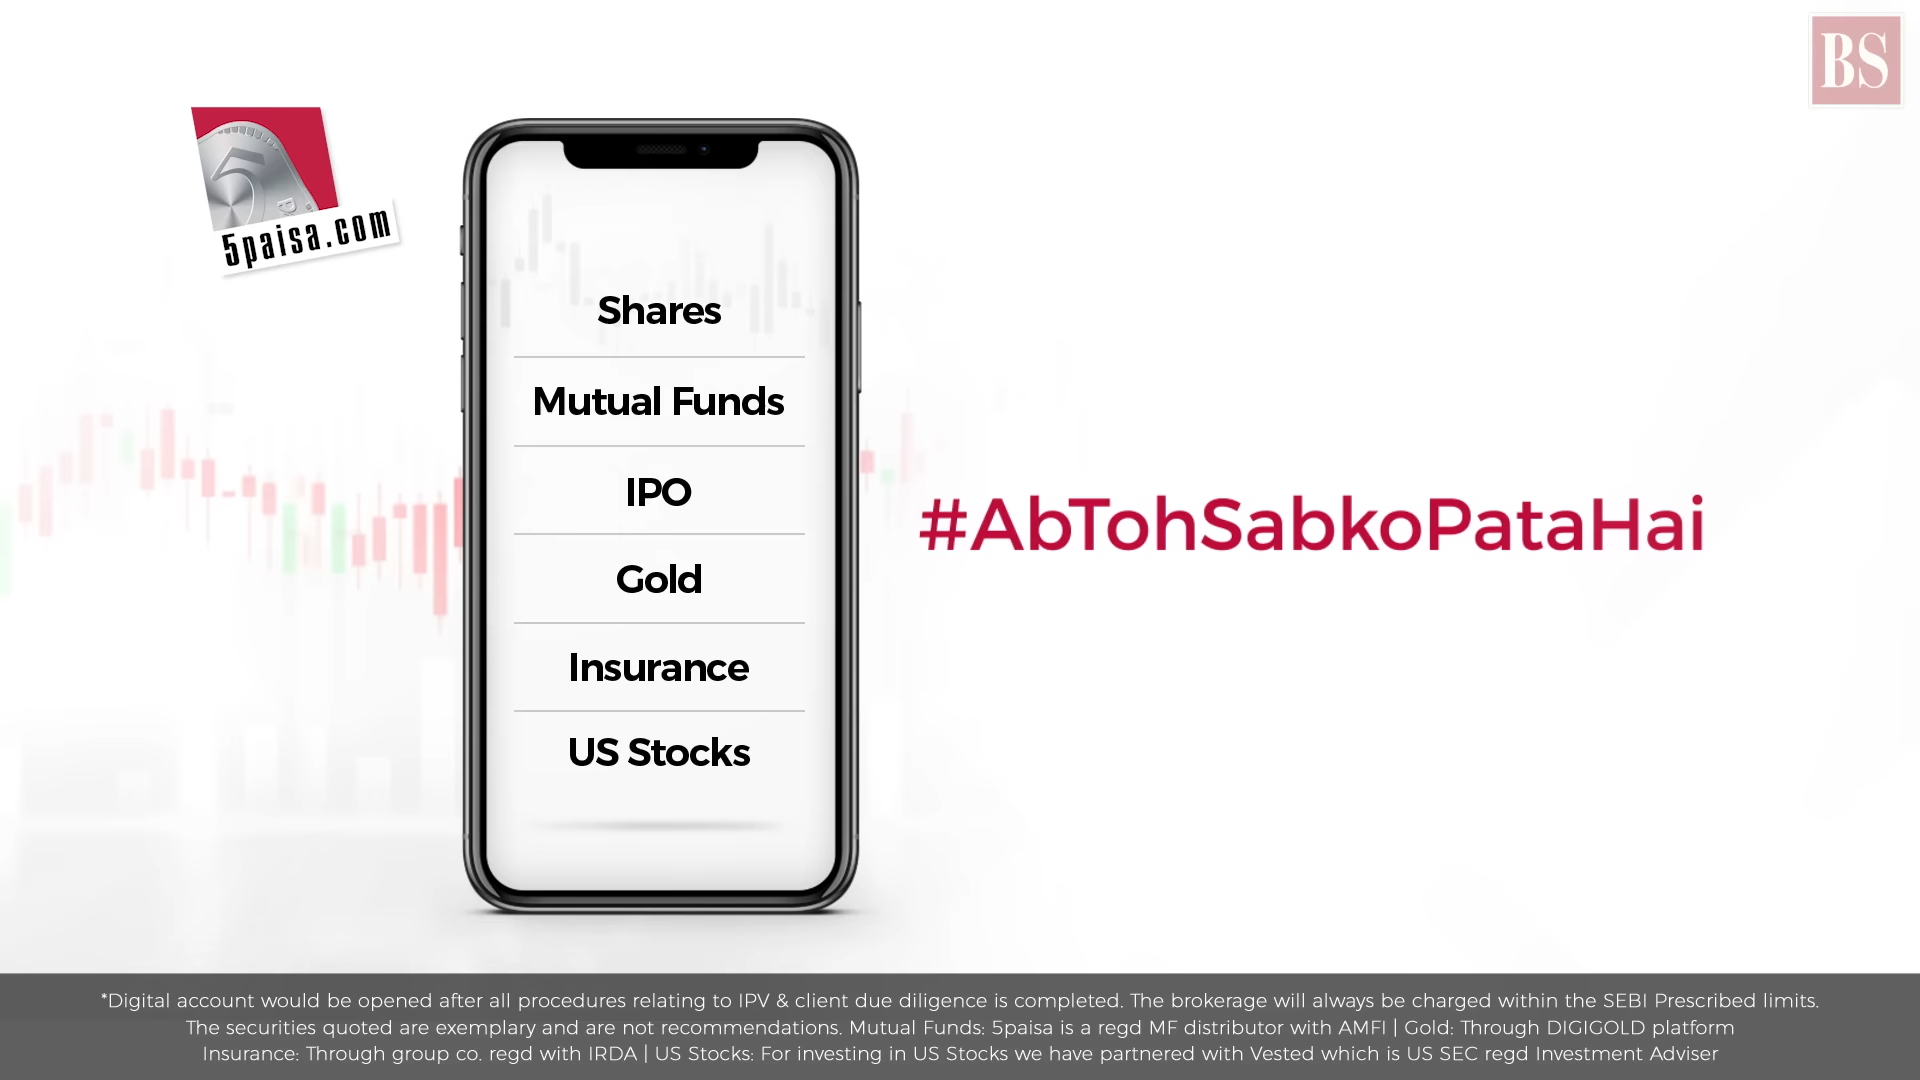 BS
5paisa.com
Shares
Mutual Funds
IPO
Gold
Insurance
US Stocks
#AbTohSabkoPataHai
*Digital account would be opened after all procedures relating to IPV & client due diligence is completed. The brokerage will always be charged within the SEBI Prescribed limits.
The securities quoted are exemplary and are not recommendations. Mutual Funds: 5paisa is a regd MF distributor with AMFI | Gold: Through DIGIGOLD platform
Insurance: Through group co. regd with IRDA | US Stocks: For investing in US Stocks we have partnered with Vested which is US SEC regd Investment Adviser